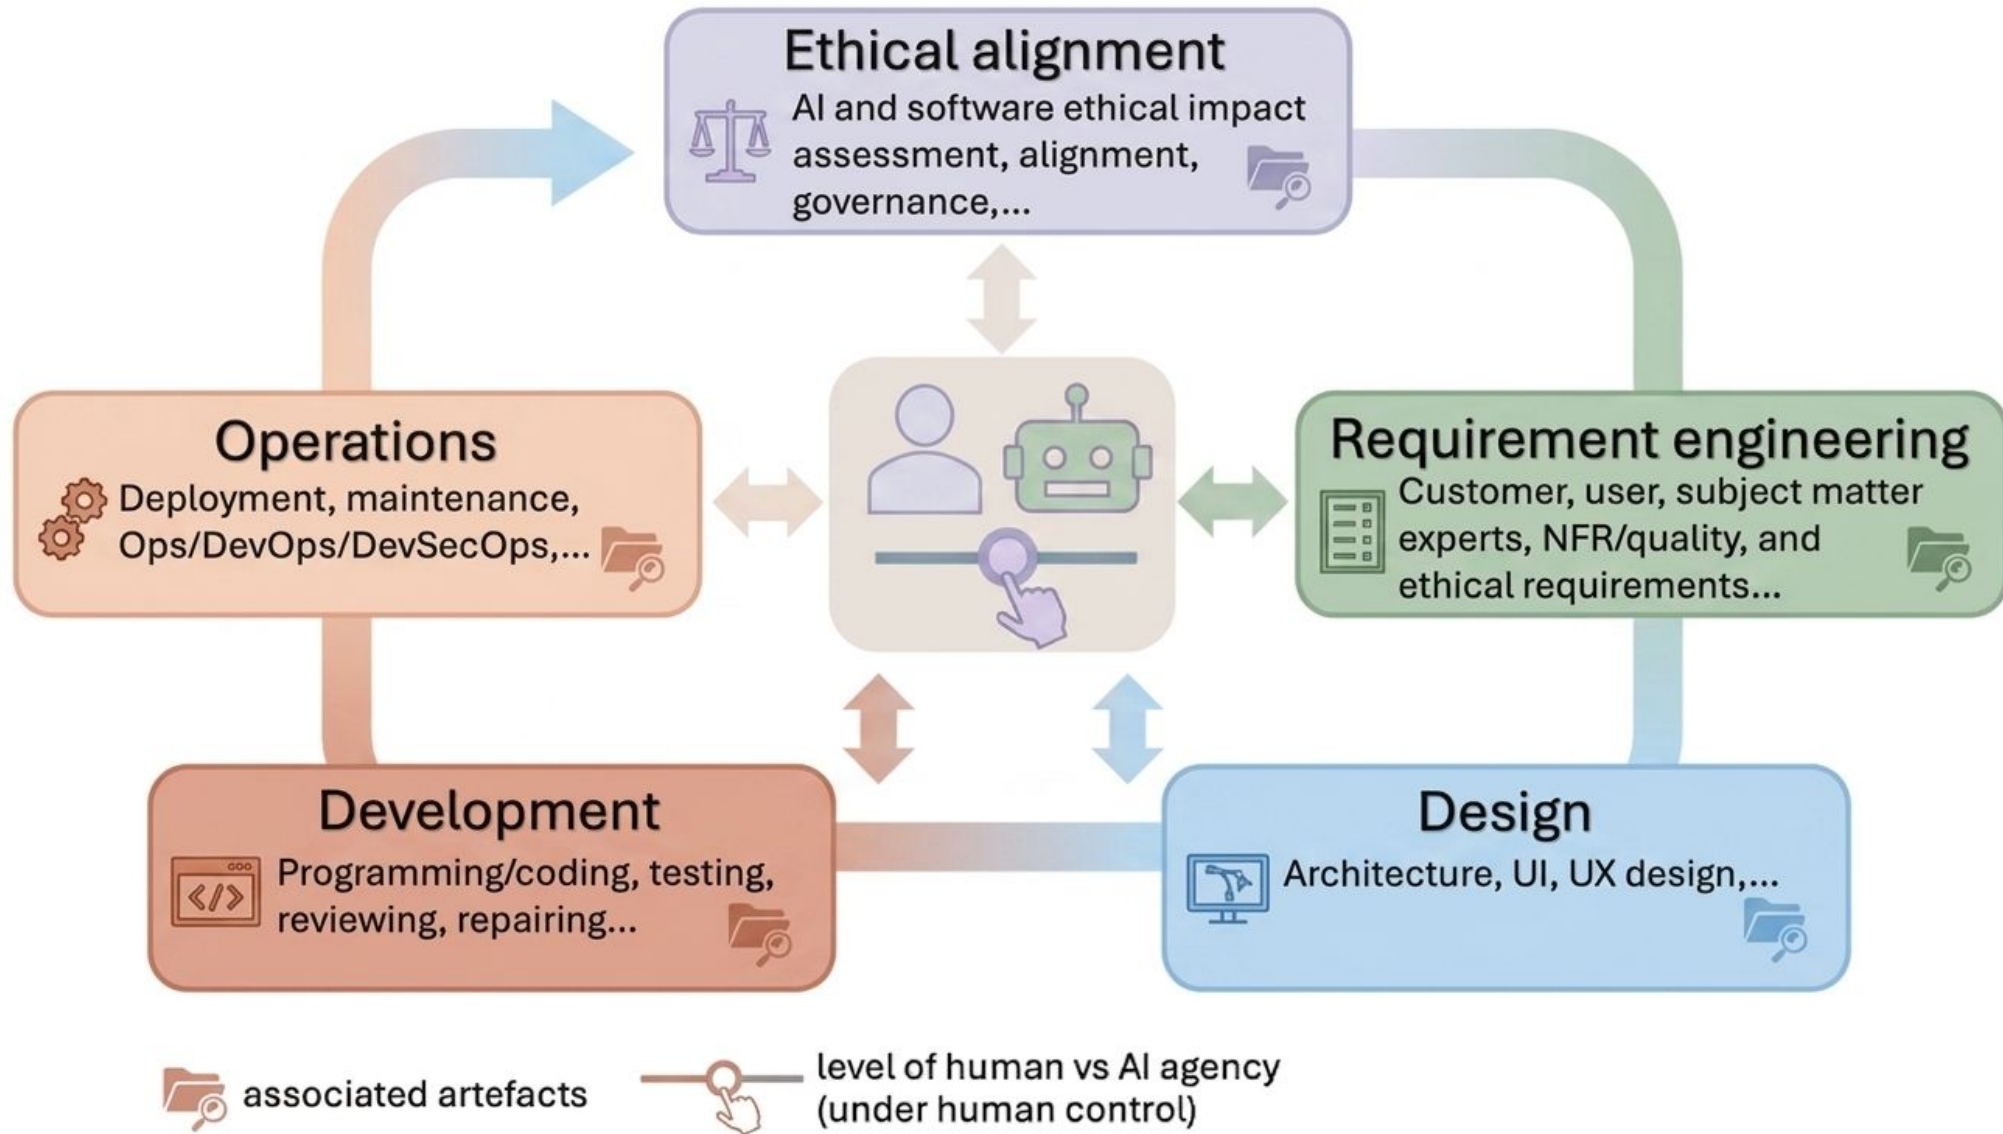 Ethical alignment
AI and software ethical impact
assessment, alignment,
governance,...
Operations
Deployment, maintenance,
Ops/DevOps/DevSecOps,...
Requirement engineering
Customer, user, subject matter
experts, NFR/quality, and
ethical requirements...
Development
Programming/coding, testing,
reviewing, repairing...
</>
Design
Architecture, UI, UX design,...
associated artefacts
level of human vs AI agency
(under human control)